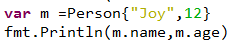 var m =Person{"Joy",12}
fmt.Println(m.name,m.age)